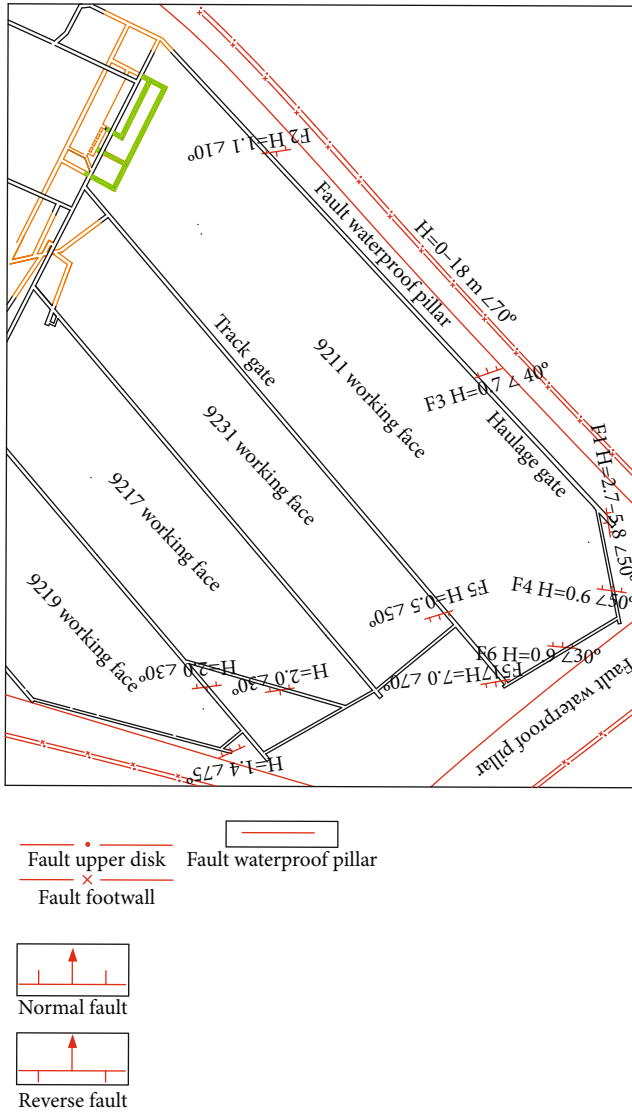 F2 H=1.1 ∠10°
Fault waterproof pillar
H=0–18 m ∠70°
Track gate
9211 working face
F3 H=0.7 ∠ 40°
Haulage gate
F1 H=2.7–5.8 ∠50°
9231 working face
9217 working face
9219 working face
F5 H=0.5 ∠50°
F4 H=0.6 ∠50°
F6 H=0.9 ∠30°
F517H=7.0 ∠70°
H=2.0 ∠30°
H=2.0 ∠30°
H=1.4 ∠75°
Fault waterproof pillar
Fault upper disk
Fault waterproof pillar
Fault footwall
Normal fault
Reverse fault